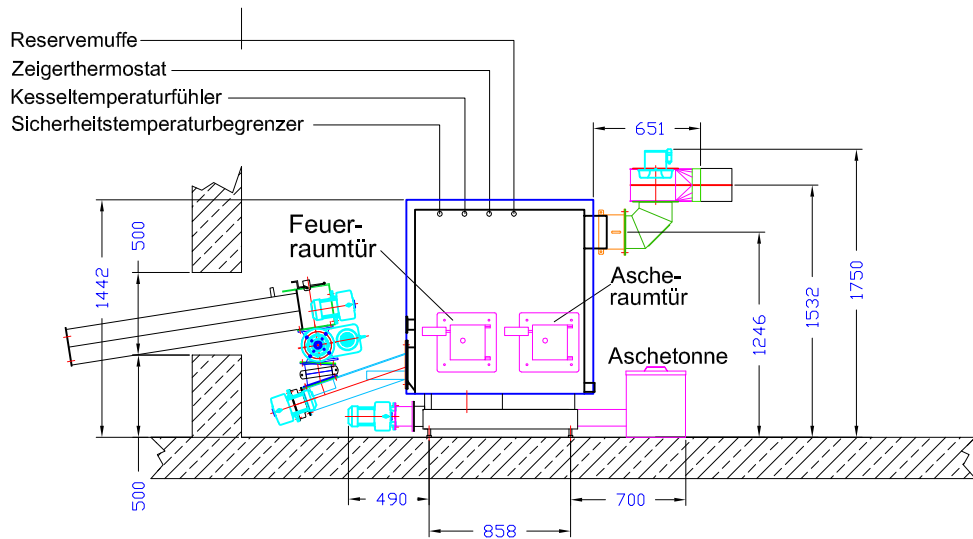 Reservemuffe
Zeigerthermostat
Kesseltemperaturfühler
Sicherheitstemperaturbegrenzer
651
Feuer-
raumtür
Asche-
raumtür
Aschetonne
500
1442
500
1246
1532
1750
490
700
858